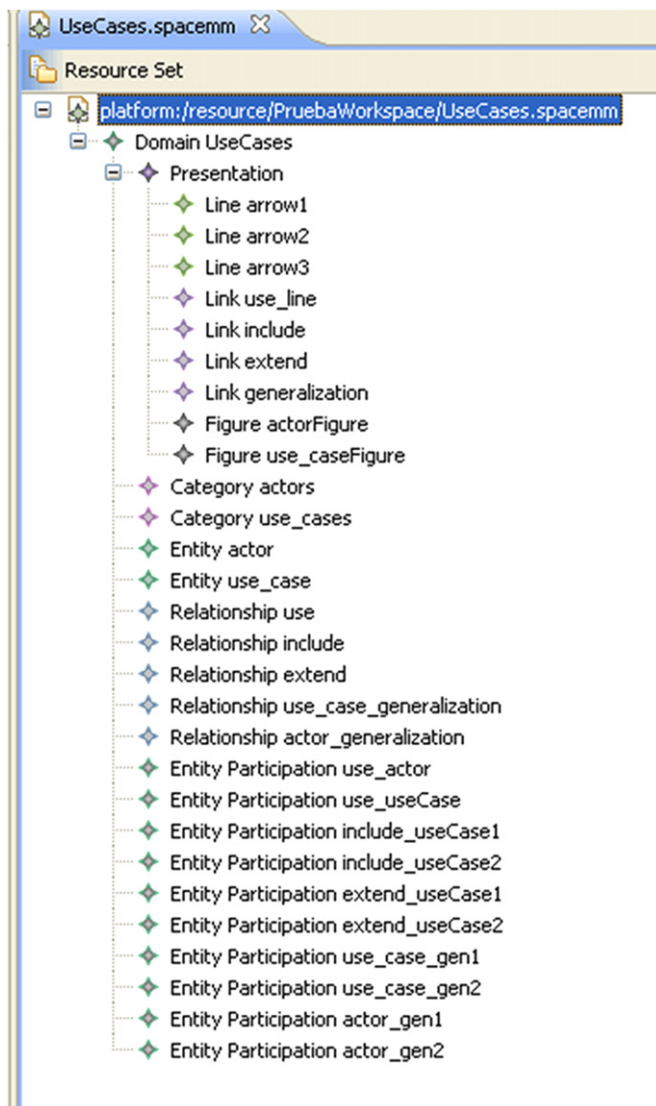 UseCases.spacemm
Resource Set
platform:/resource/PruebaWorkspace/UseCases.spacemm
Domain UseCases
Presentation
Line arrow1
Line arrow2
Line arrow3
Link use_line
Link include
Link extend
Link generalization
Figure actorFigure
Figure use_caseFigure
Category actors
Category use_cases
Entity actor
Entity use_case
Relationship use
Relationship include
Relationship extend
Relationship use_case_generalization
Relationship actor_generalization
Entity Participation use_actor
Entity Participation use_useCase
Entity Participation include_useCase1
Entity Participation include_useCase2
Entity Participation extend_useCase1
Entity Participation extend_useCase2
Entity Participation use_case_gen1
Entity Participation use_case_gen2
Entity Participation actor_gen1
Entity Participation actor_gen2